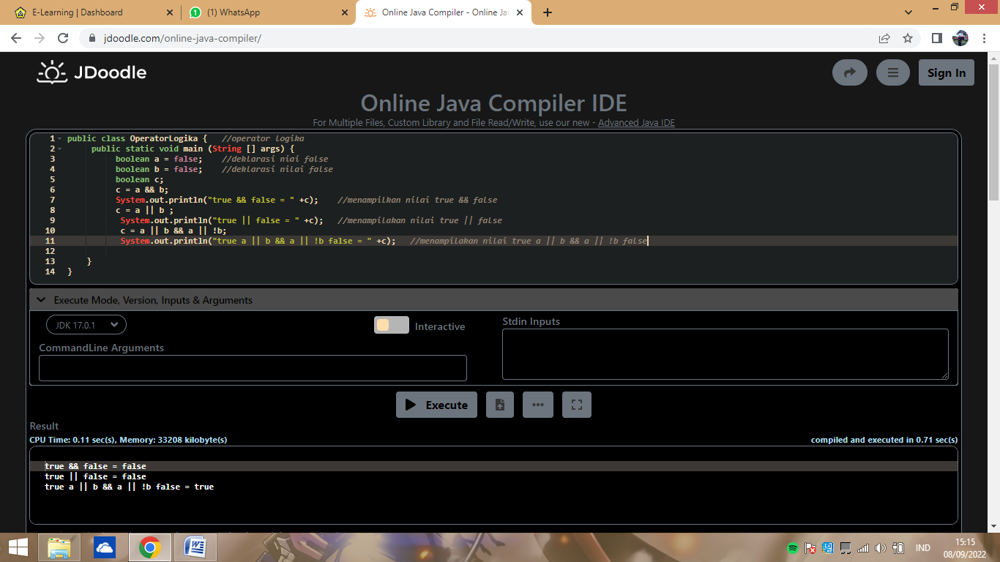 E-Learning | Dashboard
(1) WhatsApp
Online Java Compiler - Online Jav
jdoodle.com/online-java-compiler/
JDoodle
Sign In
Online Java Compiler IDE
For Multiple Files, Custom Library and File Read/Write, use our new - Advanced Java IDE
1 public class OperatorLogika {   //operator logika
2     public static void main (String [] args) {
3          boolean a = false;    //deklarasi niai false
4          boolean b = false;    //deklarasi nilai false
5          boolean c;
6          c = a && b;
7          System.out.println("true && false = " +c);    //menampilkan nilai true && false
8          c = a || b ;
9           System.out.println("true || false = " +c);   //menampilakan nilai true || false
10           c = a || b && a || !b;
11           System.out.println("true a || b && a || !b false = " +c);   //menampilakan nilai true a || b && a || !b false
12
13    }
14 }
Execute Mode, Version, Inputs & Arguments
JDK 17.0.1
Interactive
Stdin Inputs
CommandLine Arguments
Execute
Result
CPU Time: 0.11 sec(s), Memory: 33208 kilobyte(s)
compiled and executed in 0.71 sec(s)
true && false = false
true || false = false
true a || b && a || !b false = true
IND
15:15
08/09/2022